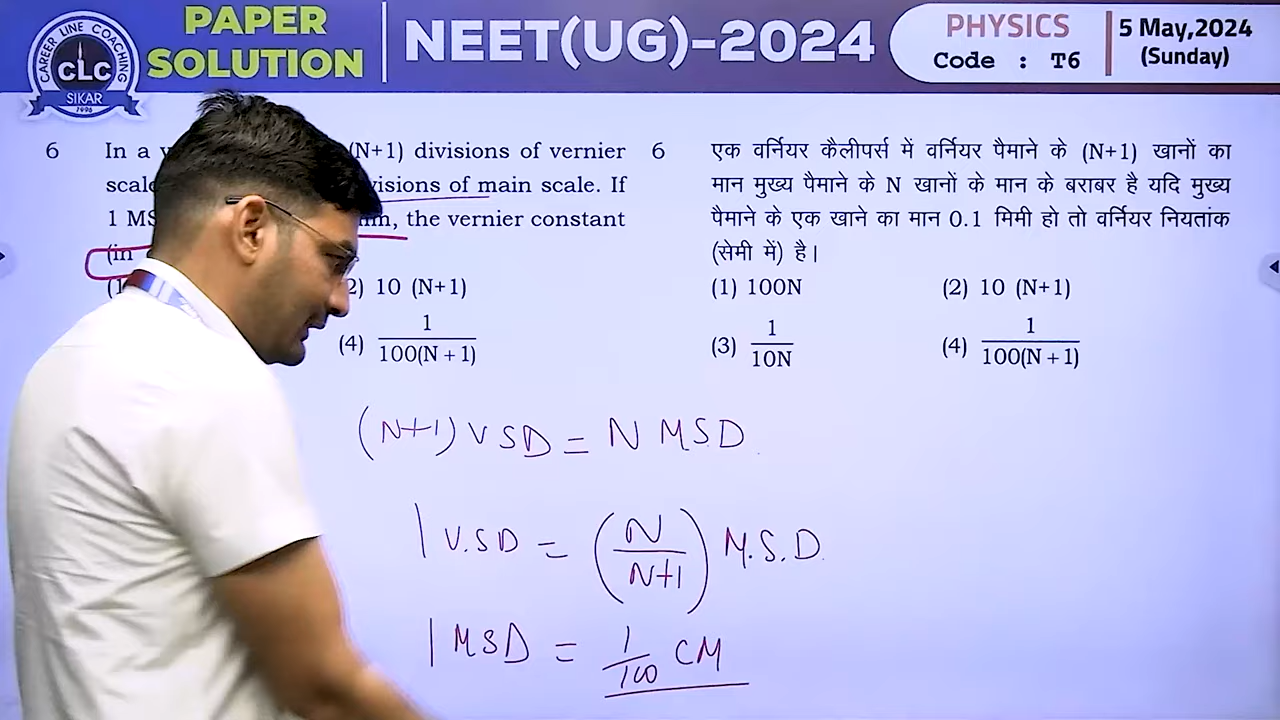 CAREER LINE COACHING
CLC
SIKAR
1996
PAPER
SOLUTION
NEET(UG)-2024
PHYSICS
Code : T6
5 May,2024
(Sunday)
6 In a (N+1) divisions of vernier
of main scale. If
1 the vernier constant
(in
2) 10 (N+1)
(4) 1/100(N + 1)
6 एक वर्नियर कैलीपर्स में वर्नियर पैमाने के (N+1) खानों का
मान मुख्य पैमाने के N खानों के मान के बराबर है यदि मुख्य
पैमाने के एक खाने का मान 0.1 मिमी हो तो वर्नियर नियतांक
(सेमी में) है।
(1) 100N (2) 10 (N+1)
(3) 1/10N (4) 1/100(N + 1)
(N+1) VSD = N MSD
1 V.SD = (N/N+1) M.S.D.
1 MSD = 1/100 CM